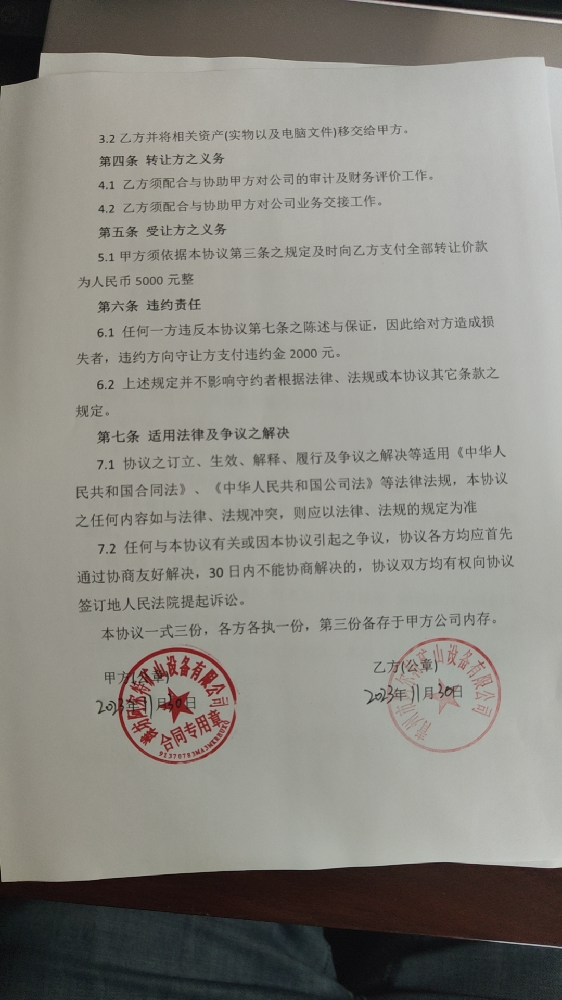 3.2 乙方并将相关资产(实物以及电脑文件)移交给甲方。
第四条 转让方之义务
4.1 乙方须配合与协助甲方对公司的审计及财务评价工作。
4.2 乙方须配合与协助甲方对公司业务交接工作。
第五条 受让方之义务
5.1 甲方须依据本协议第三条之规定及时向乙方支付全部转让价款
为人民币 5000 元整
第六条 违约责任
6.1 任何一方违反本协议第七条之陈述与保证，因此给对方造成损
失者，违约方向守让方支付违约金 2000 元。
6.2 上述规定并不影响守约者根据法律、法规或本协议其它条款之
规定。
第七条 适用法律及争议之解决
7.1 协议之订立、生效、解释、履行及争议之解决等适用《中华人
民共和国合同法》、《中华人民共和国公司法》等法律法规，本协议
之任何内容如与法律、法规冲突，则应以法律、法规的规定为准
7.2 任何与本协议有关或因本协议引起之争议，协议各方均应首先
通过协商友好解决，30 日内不能协商解决的，协议双方均有权向协议
签订地人民法院提起诉讼。
本协议一式三份，各方各执一份，第三份备存于甲方公司内存。
甲方(公章)
2023年11月30日
潍坊阿尔特矿山设备有限公司
合同专用章
91370783MA3MKRBUXQ
乙方(公章)
2023年11月30日
青州市 尔 矿山设备有限公司